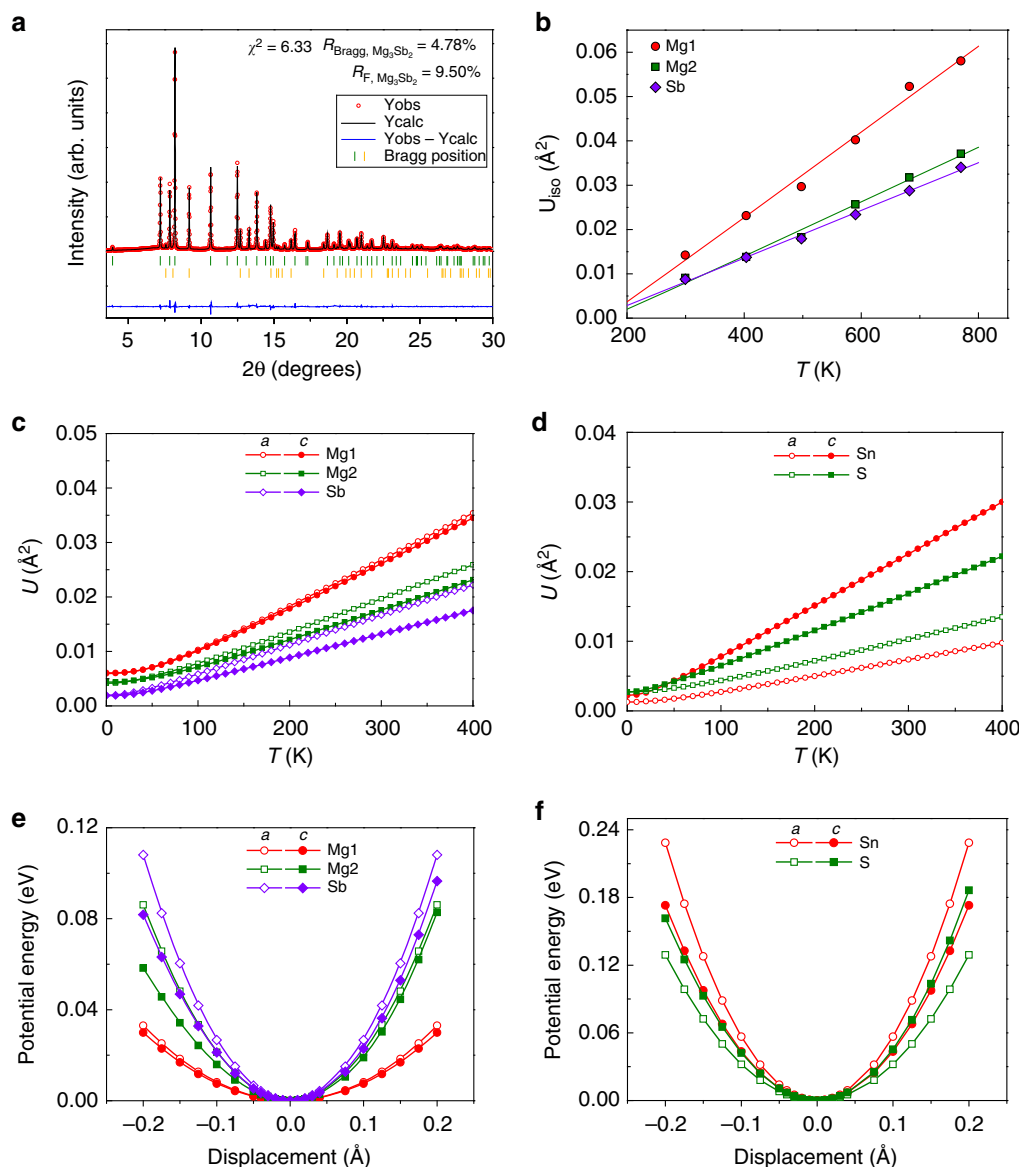 a
χ² = 6.33 R_Bragg, Mg₃Sb₂ = 4.78%
R_F, Mg₃Sb₂ = 9.50%
Yobs
Ycalc
Yobs – Ycalc
Bragg position
Intensity (arb. units)
5 10 15 20 25 30
2θ (degrees)
b
Mg1
Mg2
Sb
U_iso (Å²)
0.06
0.05
0.04
0.03
0.02
0.01
0.00
200 400 600 800
T (K)
c
a c
Mg1
Mg2
Sb
U (Å²)
0.05
0.04
0.03
0.02
0.01
0.00
0 100 200 300 400
T (K)
d
a c
Sn
S
U (Å²)
0.04
0.03
0.02
0.01
0.00
0 100 200 300 400
T (K)
e
a c
Mg1
Mg2
Sb
Potential energy (eV)
0.12
0.08
0.04
0.00
–0.2 –0.1 0.0 0.1 0.2
Displacement (Å)
f
a c
Sn
S
Potential energy (eV)
0.24
0.18
0.12
0.06
0.00
–0.2 –0.1 0.0 0.1 0.2
Displacement (Å)